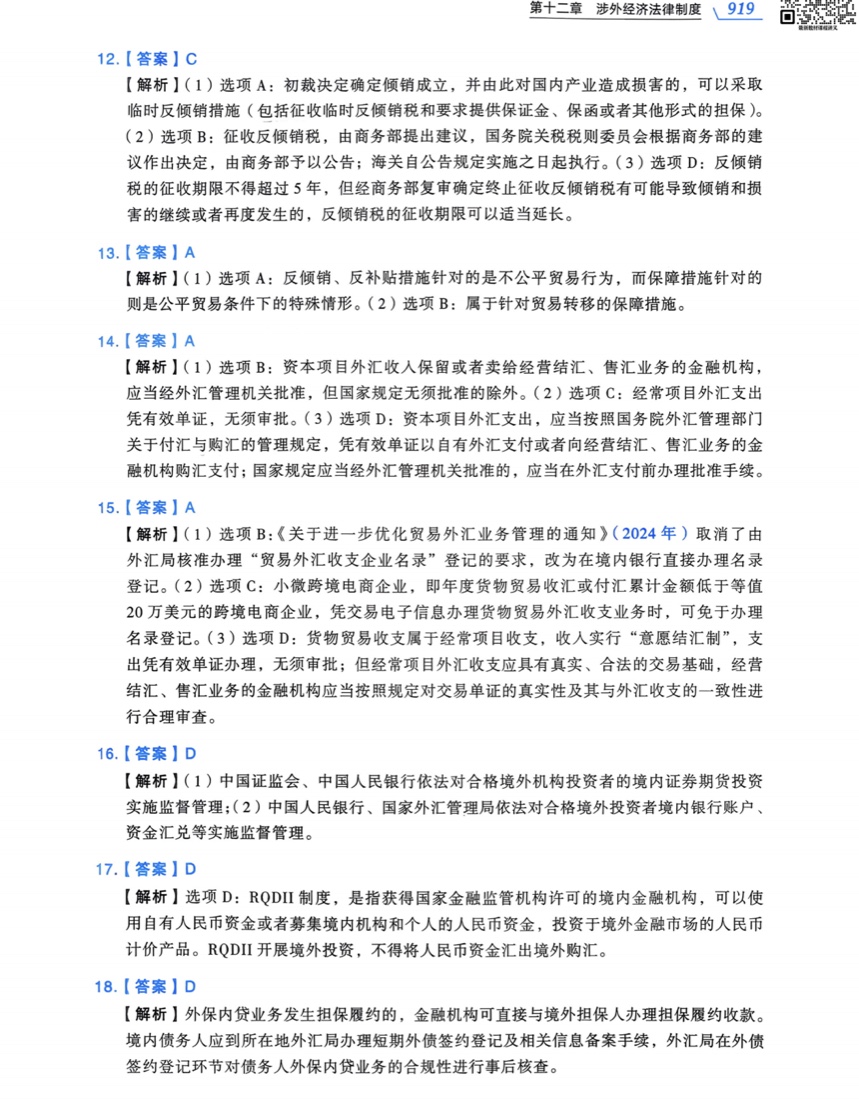 第十二章 涉外经济法律制度 919
12.【答案】C
【解析】（1）选项 A：初裁决定确定倾销成立，并由此对国内产业造成损害的，可以采取
临时反倾销措施（包括征收临时反倾销税和要求提供保证金、保函或者其他形式的担保）。
（2）选项 B：征收反倾销税，由商务部提出建议，国务院关税税则委员会根据商务部的建
议作出决定，由商务部予以公告；海关自公告规定实施之日起执行。（3）选项 D：反倾销
税的征收期限不得超过 5 年，但经商务部复审确定终止征收反倾销税有可能导致倾销和损
害的继续或者再度发生的，反倾销税的征收期限可以适当延长。
13.【答案】A
【解析】（1）选项 A：反倾销、反补贴措施针对的是不公平贸易行为，而保障措施针对的
则是公平贸易条件下的特殊情形。（2）选项 B：属于针对贸易转移的保障措施。
14.【答案】A
【解析】（1）选项 B：资本项目外汇收入保留或者卖给经营结汇、售汇业务的金融机构，
应当经外汇管理机关批准，但国家规定无须批准的除外。（2）选项 C：经常项目外汇支出
凭有效单证，无须审批。（3）选项 D：资本项目外汇支出，应当按照国务院外汇管理部门
关于付汇与购汇的管理规定，凭有效单证以自有外汇支付或者向经营结汇、售汇业务的金
融机构购汇支付；国家规定应当经外汇管理机关批准的，应当在外汇支付前办理批准手续。
15.【答案】A
【解析】（1）选项 B：《关于进一步优化贸易外汇业务管理的通知》（2024 年）取消了由
外汇局核准办理“贸易外汇收支企业名录”登记的要求，改为在境内银行直接办理名录
登记。（2）选项 C：小微跨境电商企业，即年度货物贸易收汇或付汇累计金额低于等值
20 万美元的跨境电商企业，凭交易电子信息办理货物贸易外汇收支业务时，可免于办理
名录登记。（3）选项 D：货物贸易收支属于经常项目收支，收入实行“意愿结汇制”，支
出凭有效单证办理，无须审批；但经常项目外汇收支应具有真实、合法的交易基础，经营
结汇、售汇业务的金融机构应当按照规定对交易单证的真实性及其与外汇收支的一致性进
行合理审查。
16.【答案】D
【解析】（1）中国证监会、中国人民银行依法对合格境外机构投资者的境内证券期货投资
实施监督管理；（2）中国人民银行、国家外汇管理局依法对合格境外投资者境内银行账户、
资金汇兑等实施监督管理。
17.【答案】D
【解析】选项 D：RQDII 制度，是指获得国家金融监管机构许可的境内金融机构，可以使
用自有人民币资金或者募集境内机构和个人的人民币资金，投资于境外金融市场的人民币
计价产品。RQDII 开展境外投资，不得将人民币资金汇出境外购汇。
18.【答案】D
【解析】外保内贷业务发生担保履约的，金融机构可直接与境外担保人办理担保履约收款。
境内债务人应到所在地外汇局办理短期外债签约登记及相关信息备案手续，外汇局在外债
签约登记环节对债务人外保内贷业务的合规性进行事后核查。